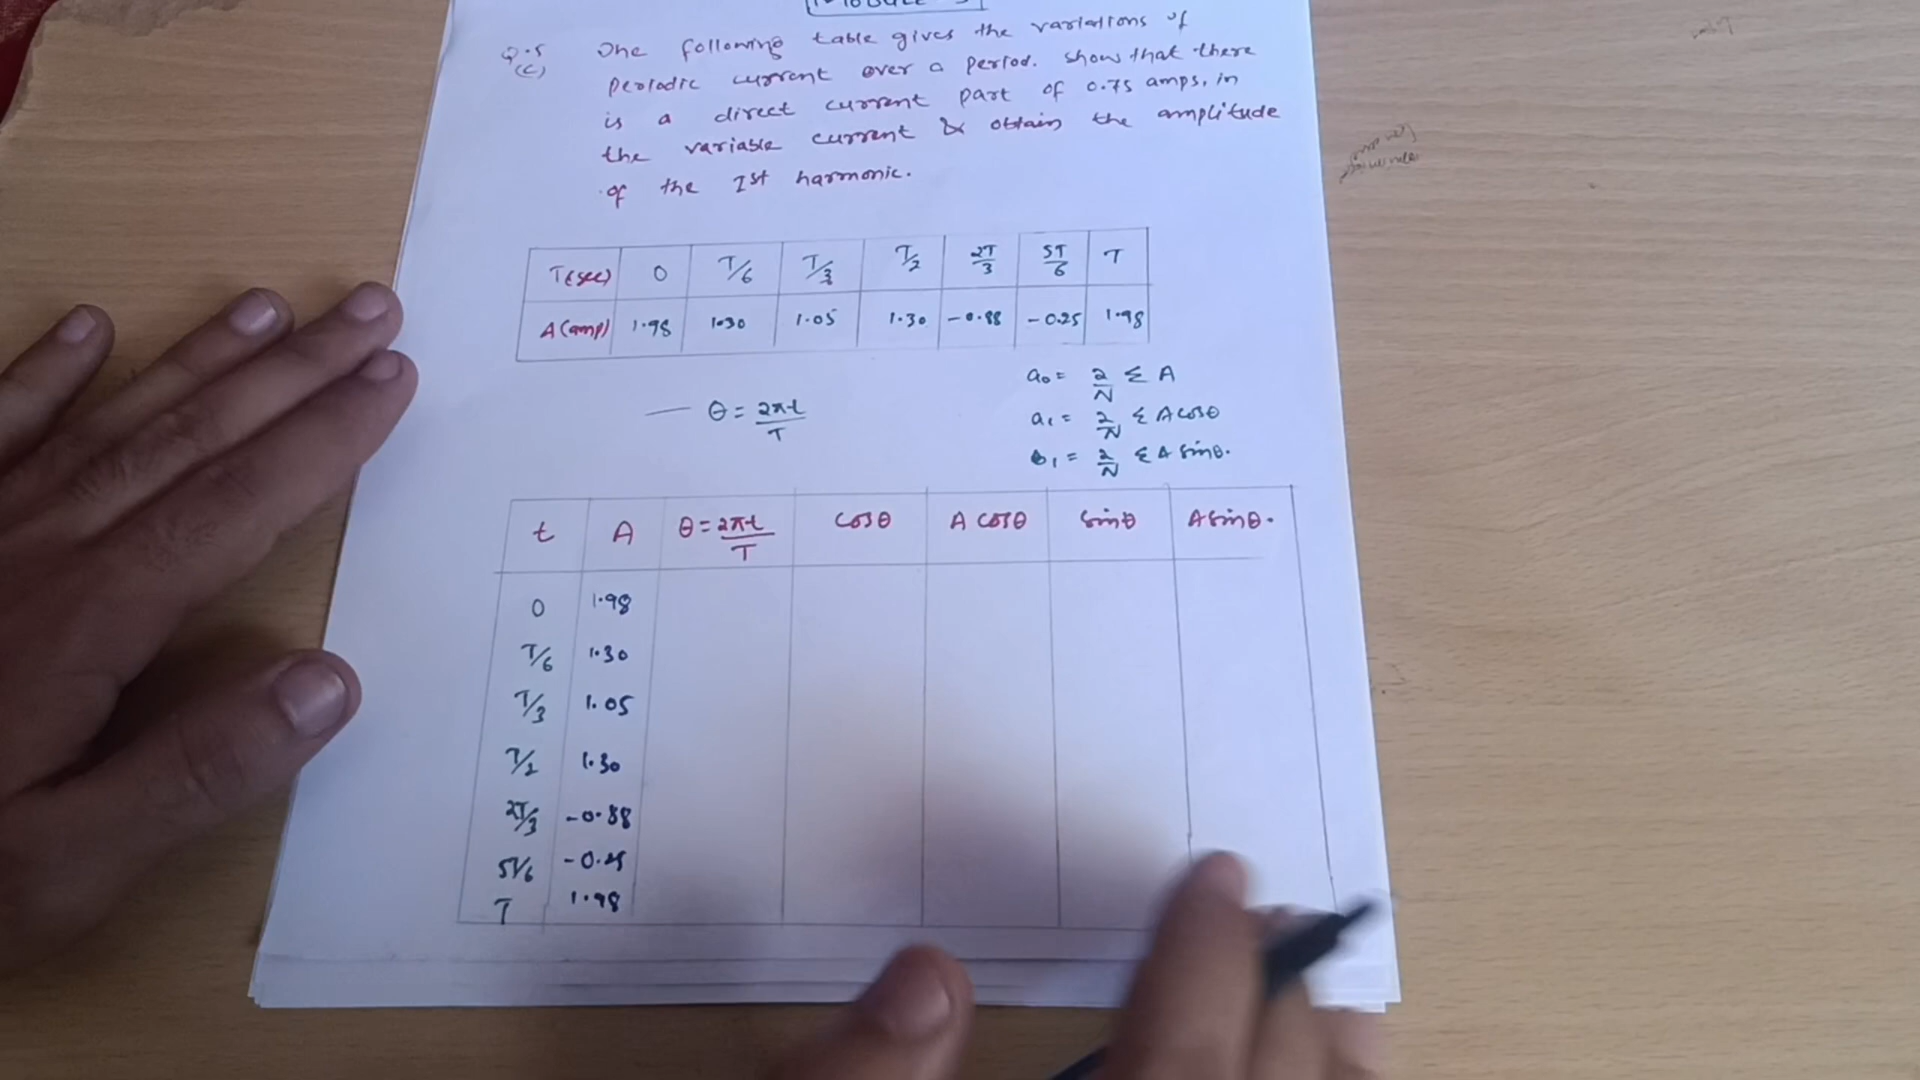 Q.5 One following table gives the variations of
(c) periodic current over a period. show that there
is a direct current part of 0.75 amps, in
the variable current & obtain the amplitude
of the Ist harmonic.
T(sec) 0 T/6 T/3 T/2 2T/3 5T/6 T
A(amp) 1.98 1.30 1.05 1.30 -0.88 -0.25 1.98
a0 = 2/N Σ A
θ = 2πt/T
a1 = 2/N Σ A cosθ
b1 = 2/N Σ A sinθ.
t A θ = 2πt/T cosθ A cosθ sinθ A sinθ.
0 1.98
T/6 1.30
T/3 1.05
T/2 1.30
2T/3 -0.88
5T/6 -0.25
T 1.98